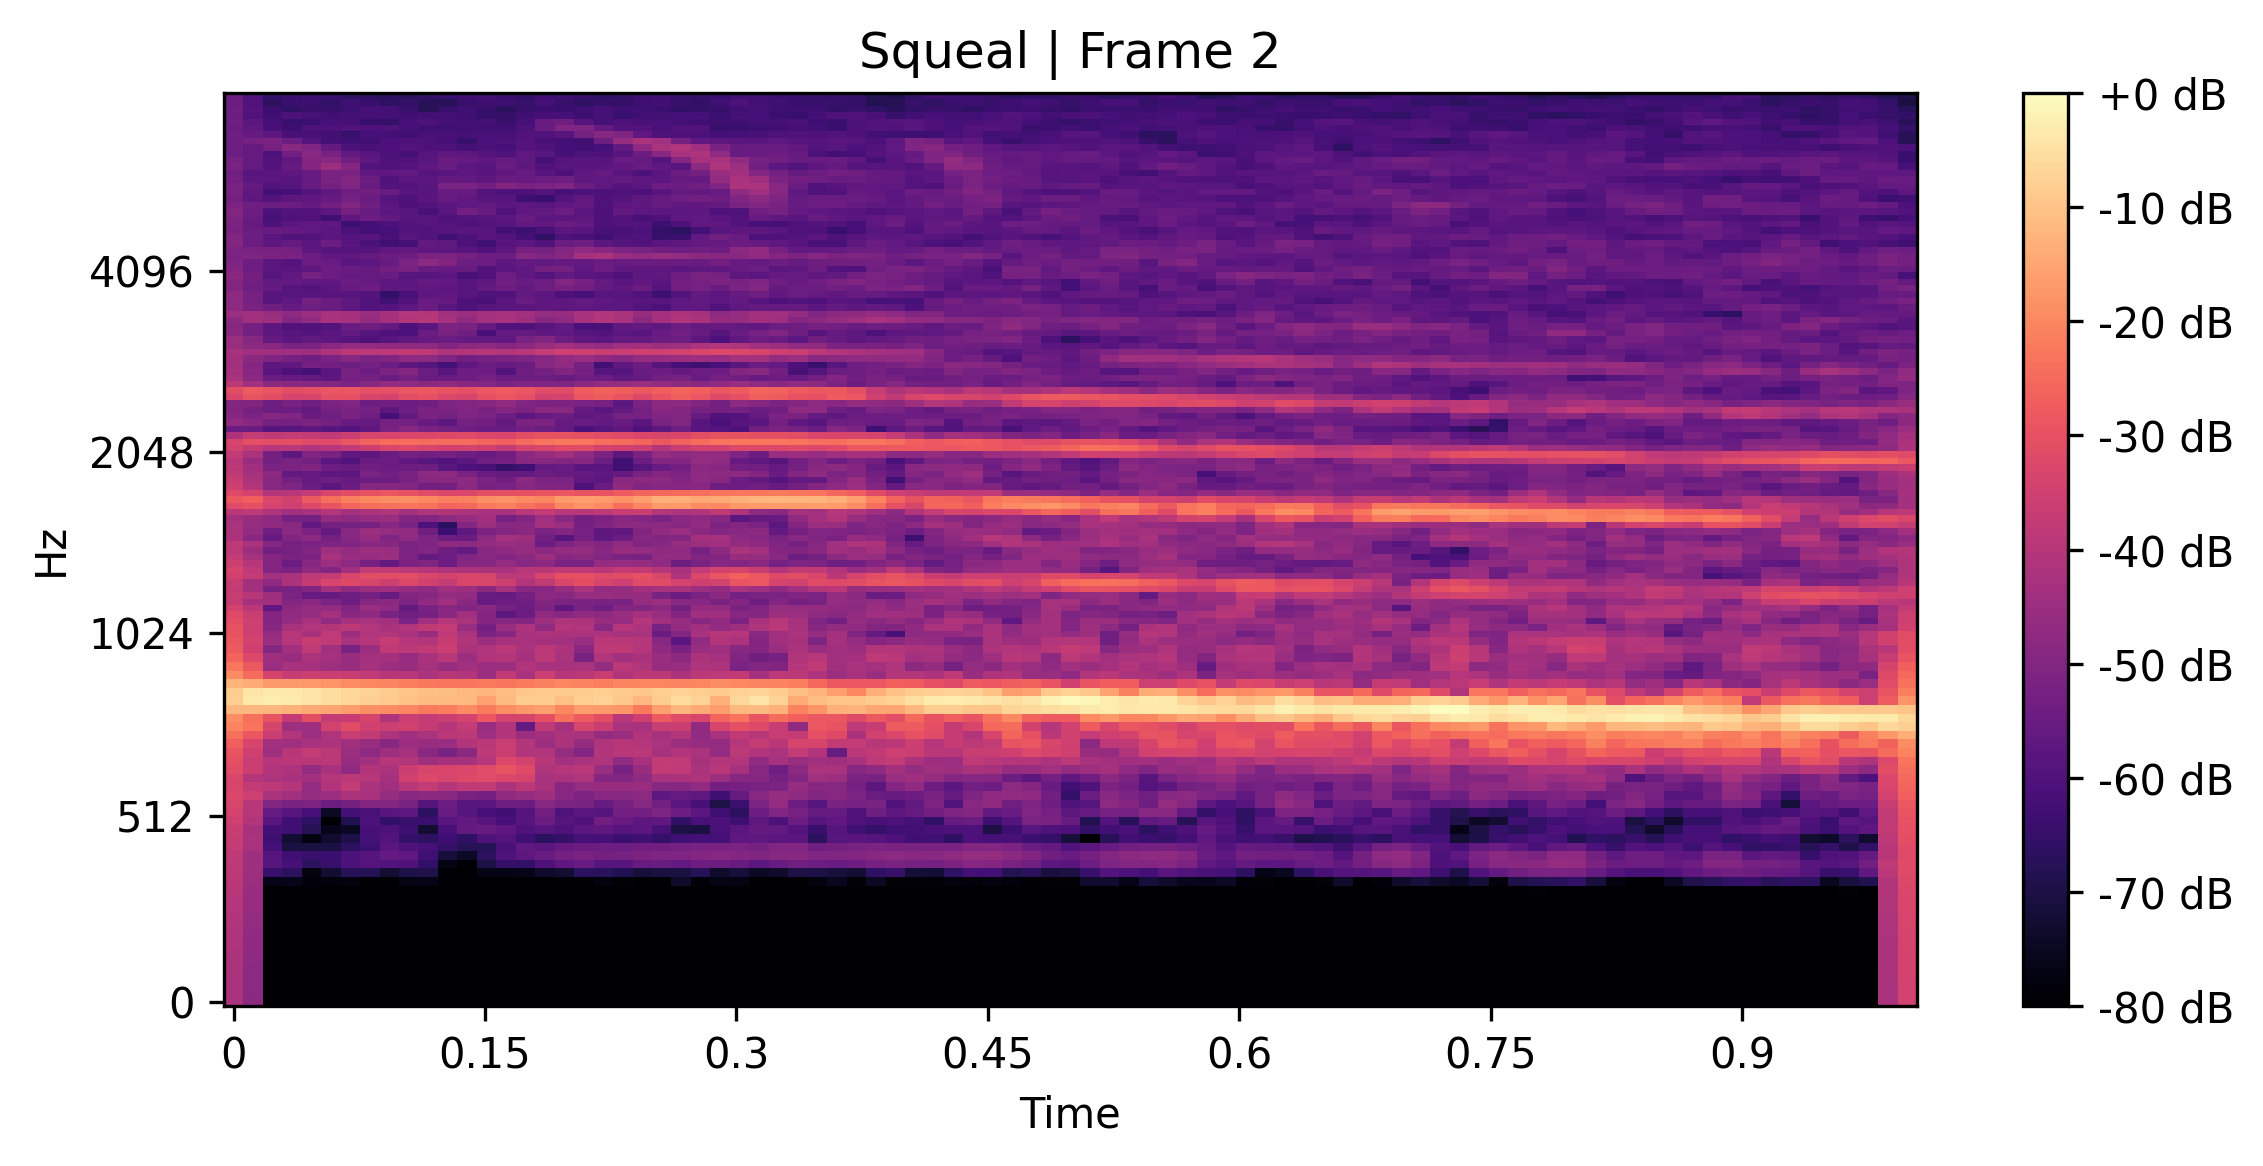 Squeal | Frame 2
Hz
4096
2048
1024
512
0
0 0.15 0.3 0.45 0.6 0.75 0.9
Time
+0 dB
-10 dB
-20 dB
-30 dB
-40 dB
-50 dB
-60 dB
-70 dB
-80 dB